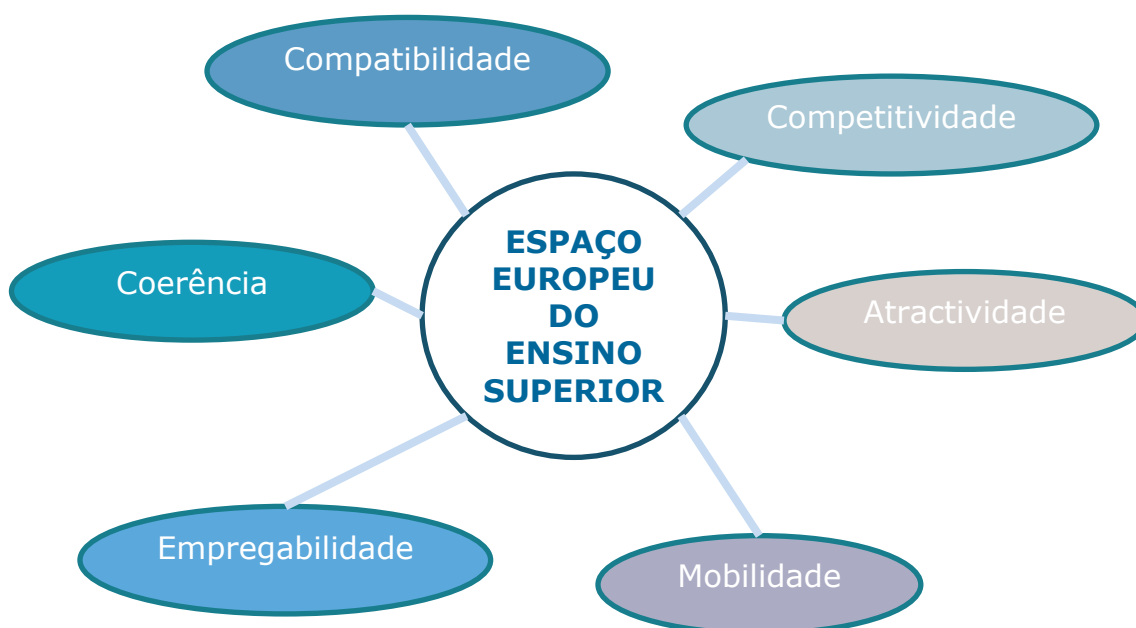 Compatibilidade
Competitividade
Coerência
ESPAÇO
EUROPEU
DO
ENSINO
SUPERIOR
Atractividade
Empregabilidade
Mobilidade